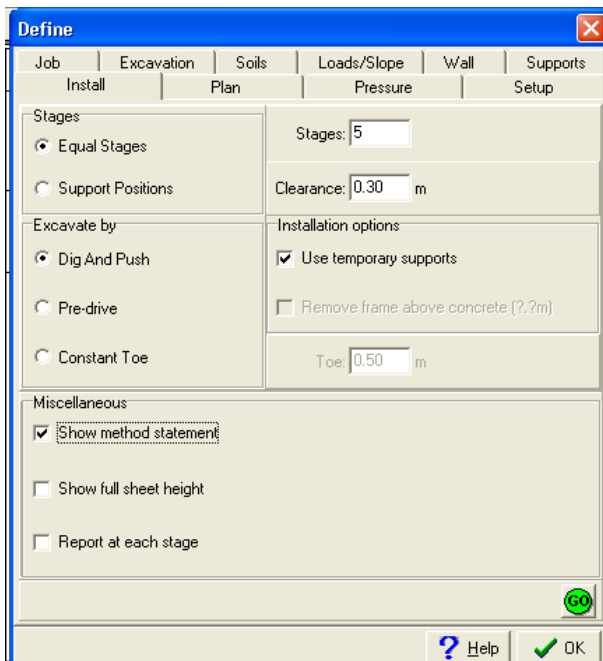 Define
Job Excavation Soils Loads/Slope Wall Supports
Install Plan Pressure Setup
Stages
Equal Stages
Support Positions
Stages: 5
Clearance: 0.30 m
Excavate by
Dig And Push
Pre-drive
Constant Toe
Installation options
Use temporary supports
Remove frame above concrete (?.?m)
Toe: 0.50 m
Miscellaneous
Show method statement
Show full sheet height
Report at each stage
GO
? Help OK